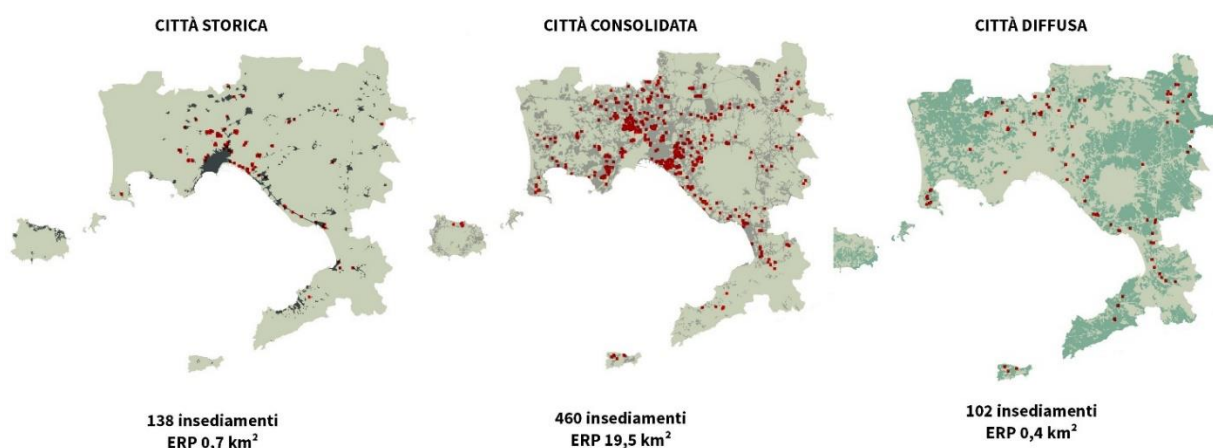 CITTÀ STORICA
CITTÀ CONSOLIDATA
CITTÀ DIFFUSA
138 insediamenti
ERP 0,7 km²
460 insediamenti
ERP 19,5 km²
102 insediamenti
ERP 0,4 km²